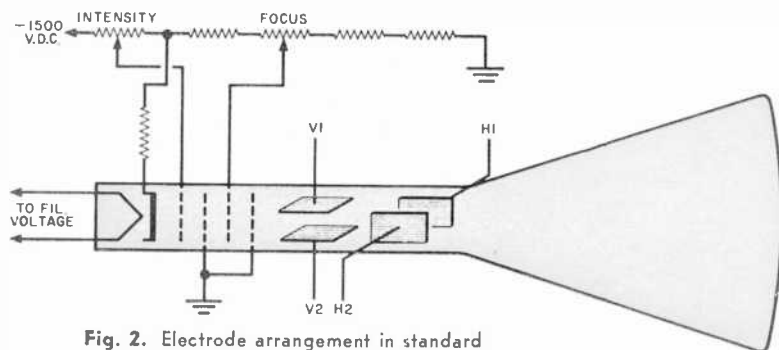 INTENSITY
FOCUS
−1500
V.D.C.
V1
H1
TO FIL.
VOLTAGE
V2
H2
Fig. 2. Electrode arrangement in standard